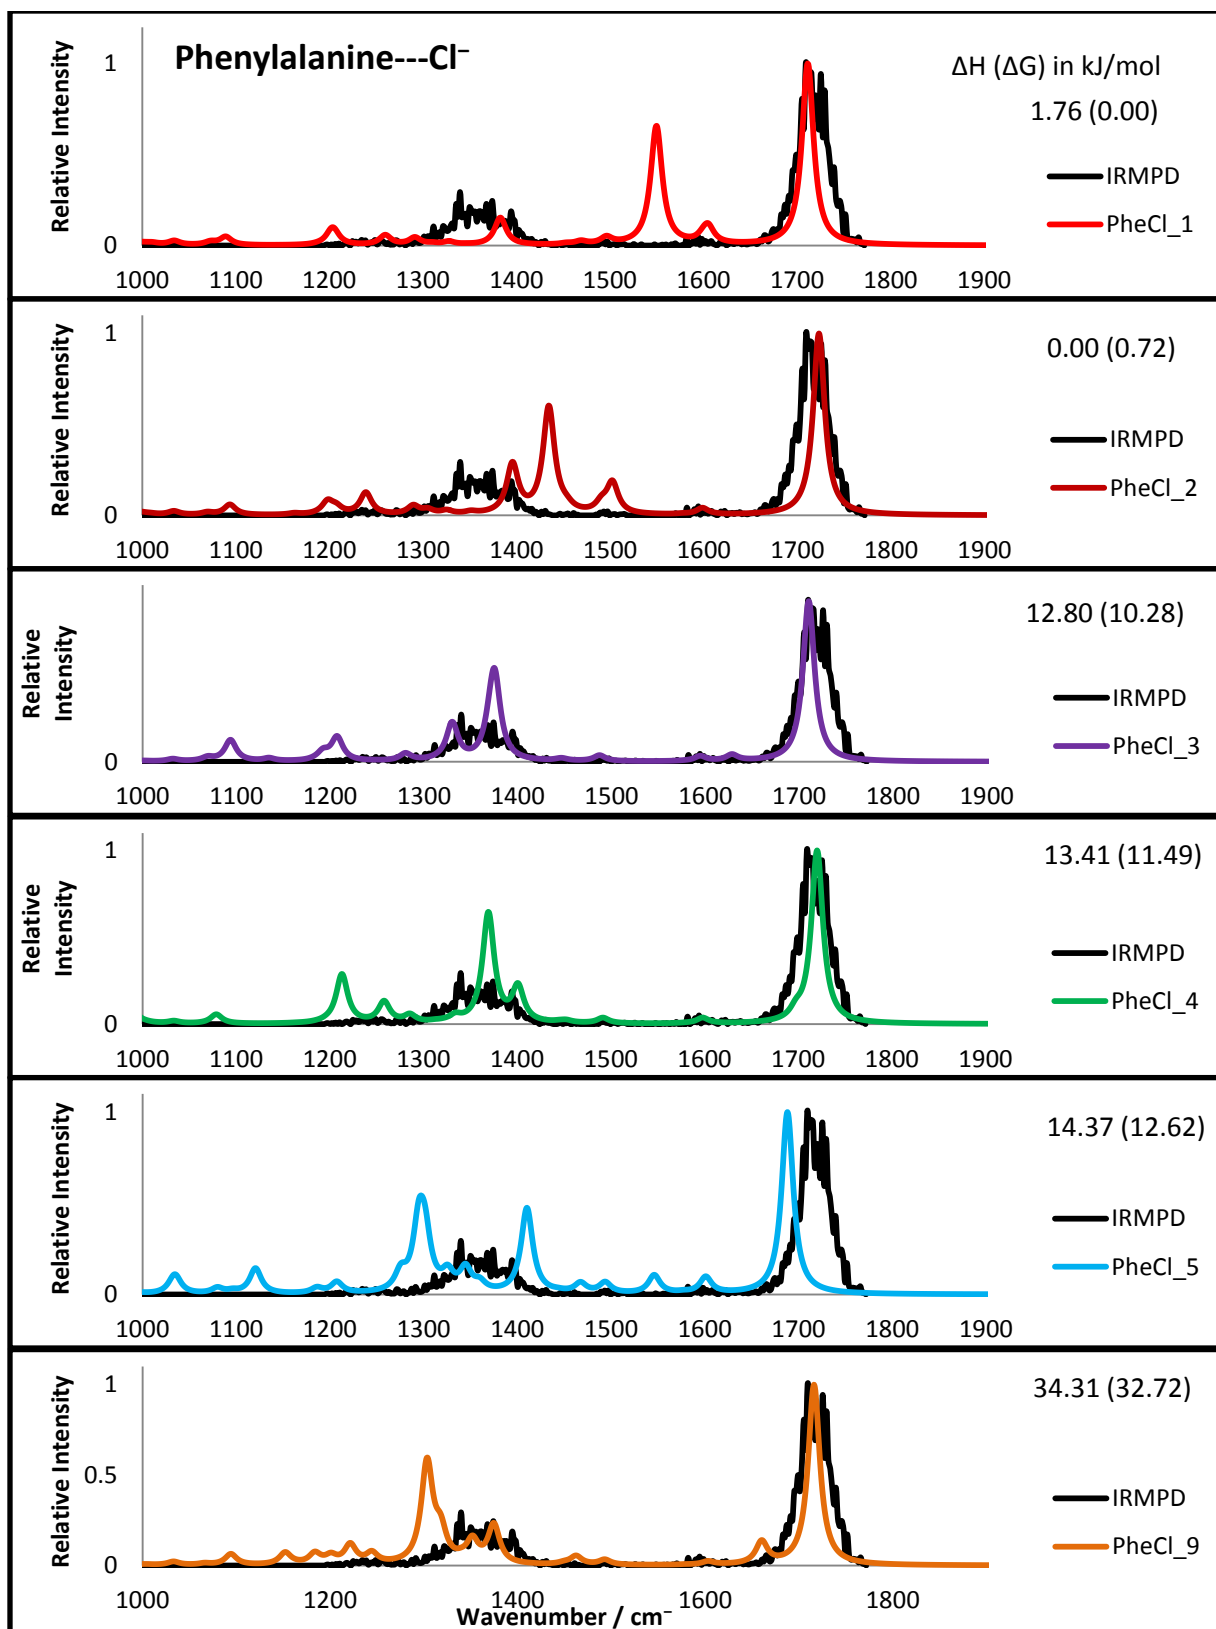 Phenylalanine---Cl⁻
ΔH (ΔG) in kJ/mol
1.76 (0.00)
Relative Intensity
1
0
IRMPD
PheCl_1
1000 1100 1200 1300 1400 1500 1600 1700 1800 1900
0.00 (0.72)
Relative Intensity
1
0
IRMPD
PheCl_2
1000 1100 1200 1300 1400 1500 1600 1700 1800 1900
12.80 (10.28)
Relative
Intensity
0
IRMPD
PheCl_3
1000 1100 1200 1300 1400 1500 1600 1700 1800 1900
13.41 (11.49)
Relative
Intensity
1
0
IRMPD
PheCl_4
1000 1100 1200 1300 1400 1500 1600 1700 1800 1900
14.37 (12.62)
Relative Intensity
1
0
IRMPD
PheCl_5
1000 1100 1200 1300 1400 1500 1600 1700 1800 1900
34.31 (32.72)
Relative Intensity
1
0.5
0
IRMPD
PheCl_9
1000 1200 1400 1600 1800
Wavenumber / cm⁻